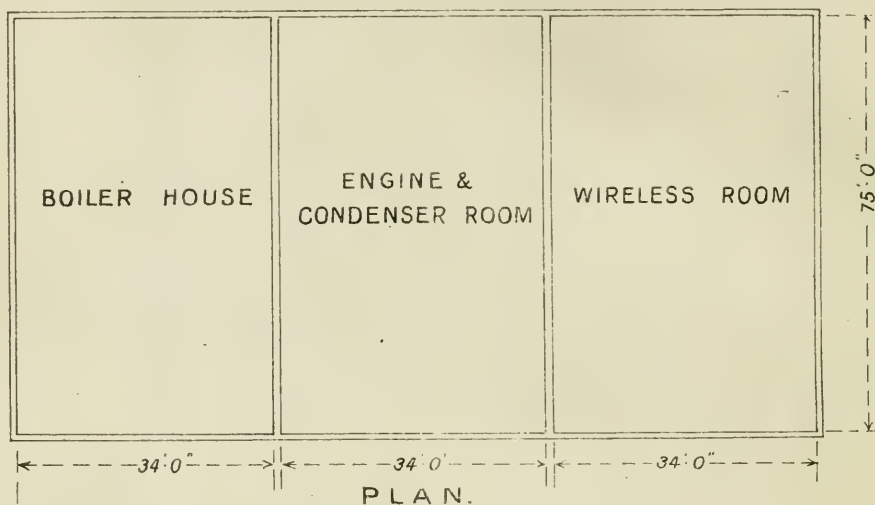 BOILER HOUSE
ENGINE &
CONDENSER ROOM
WIRELESS ROOM
75'0"
34'0"
34'0'
34'0"
PLAN.